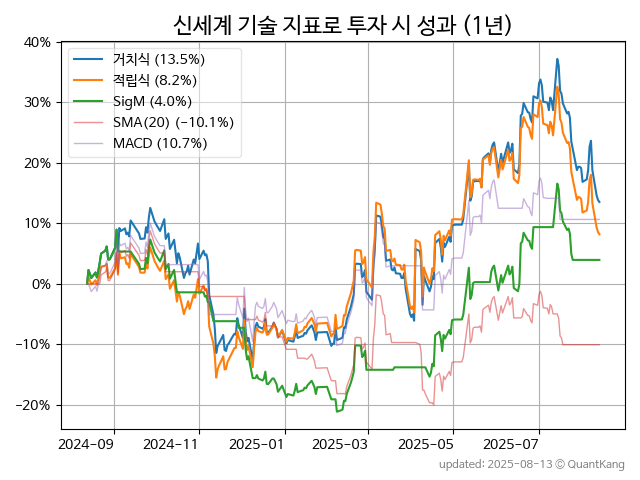 신세계 기술 지표로 투자 시 성과 (1년)
40%
30%
20%
10%
0%
−10%
−20%
거치식 (13.5%)
적립식 (8.2%)
SigM (4.0%)
SMA(20) (−10.1%)
MACD (10.7%)
2024-09
2024-11
2025-01
2025-03
2025-05
2025-07
updated: 2025-08-13 ⓒ QuantKang